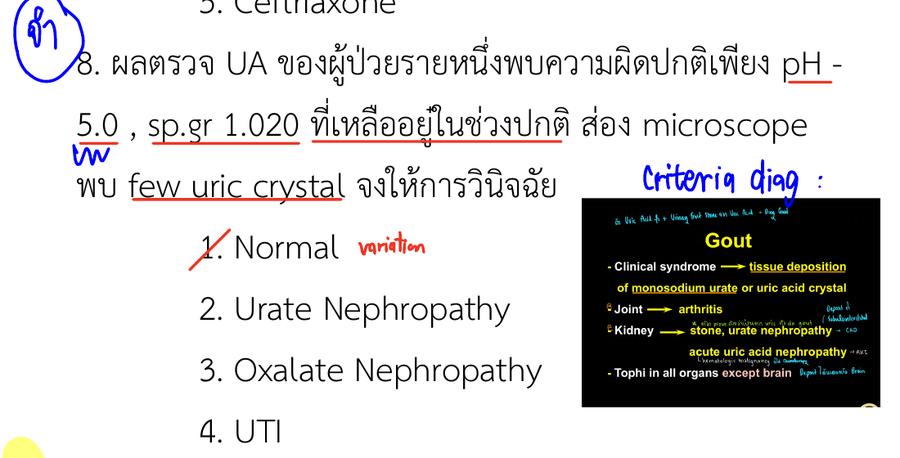 5. Ceftriaxone
จำ
8. ผลตรวจ UA ของผู้ป่วยรายหนึ่งพบความผิดปกติเพียง pH -
5.0 , sp.gr 1.020 ที่เหลืออยู่ในช่วงปกติ ส่อง microscope
พบ few uric crystal จงให้การวินิจฉัย
1. Normal variation
2. Urate Nephropathy
3. Oxalate Nephropathy
4. UTI
Criteria diag :
Gout
- Clinical syndrome → tissue deposition
of monosodium urate or uric acid crystal
Joint → arthritis
Kidney → stone, urate nephropathy → CKD
acute uric acid nephropathy → AKI
- Tophi in all organs except brain